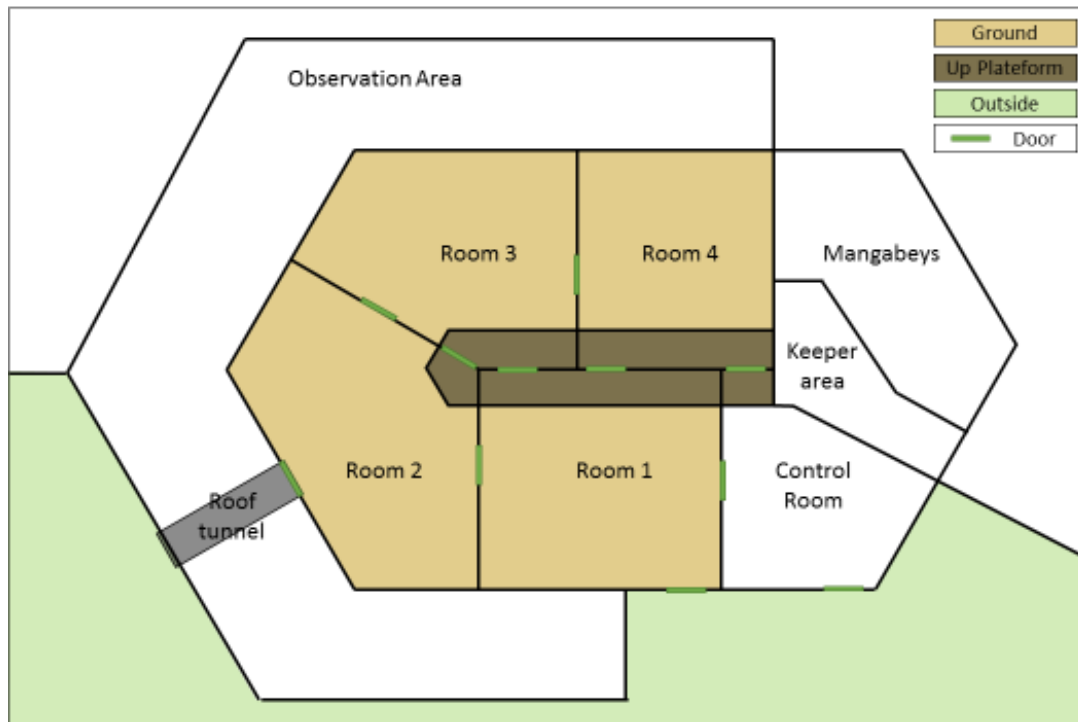 Ground
Up Plateform
Outside
Door
Observation Area
Room 3
Room 4
Mangabeys
Keeper
area
Room 2
Room 1
Control
Room
Roof
tunnel